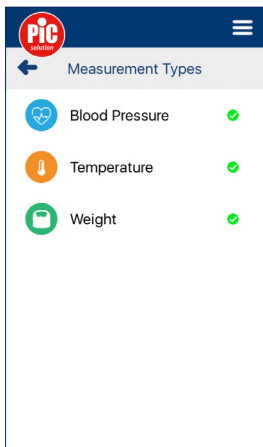 PiC
solution
Measurement Types
Blood Pressure
Temperature
Weight